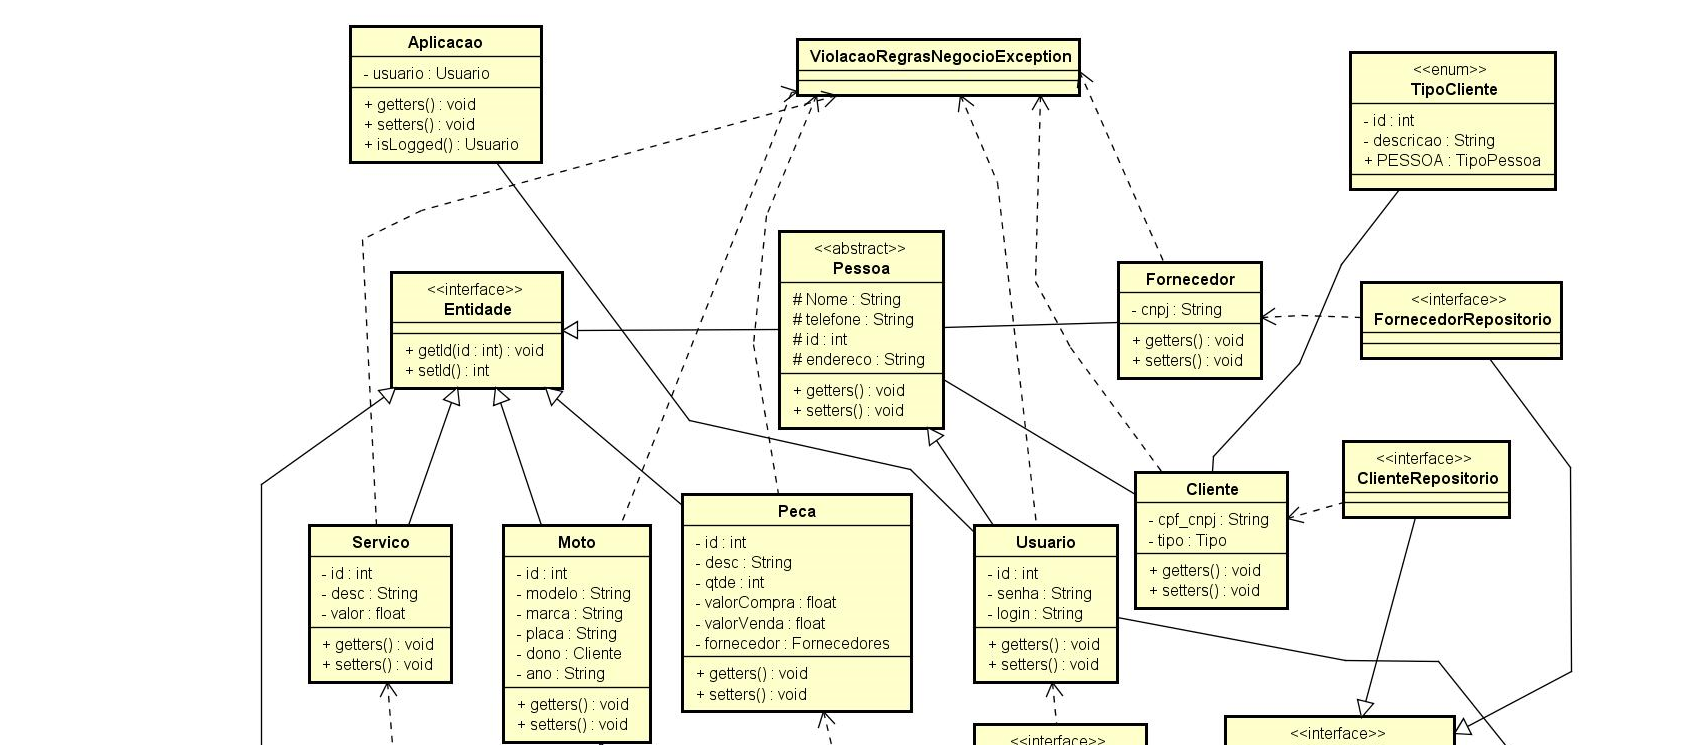 Aplicacao
- usuario : Usuario
+ getters() : void
+ setters() : void
+ isLogged() : Usuario
ViolacaoRegrasNegocioException
<<enum>>
TipoCliente
- id : int
- descricao : String
+ PESSOA : TipoPessoa
<<abstract>>
Pessoa
# Nome : String
# telefone : String
# id : int
# endereco : String
+ getters() : void
+ setters() : void
Fornecedor
- cnpj : String
+ getters() : void
+ setters() : void
<<interface>>
Entidade
+ getId(id : int) : void
+ setId() : int
<<interface>>
FornecedorRepositorio
<<interface>>
ClienteRepositorio
Cliente
- cpf_cnpj : String
- tipo : Tipo
+ getters() : void
+ setters() : void
Servico
- id : int
- desc : String
- valor : float
+ getters() : void
+ setters() : void
Moto
- id : int
- modelo : String
- marca : String
- placa : String
- dono : Cliente
- ano : String
+ getters() : void
+ setters() : void
Peca
- id : int
- desc : String
- qtde : int
- valorCompra : float
- valorVenda : float
- fornecedor : Fornecedores
+ getters() : void
+ setters() : void
Usuario
- id : int
- senha : String
- login : String
+ getters() : void
+ setters() : void
<<interface>>
<<interface>>